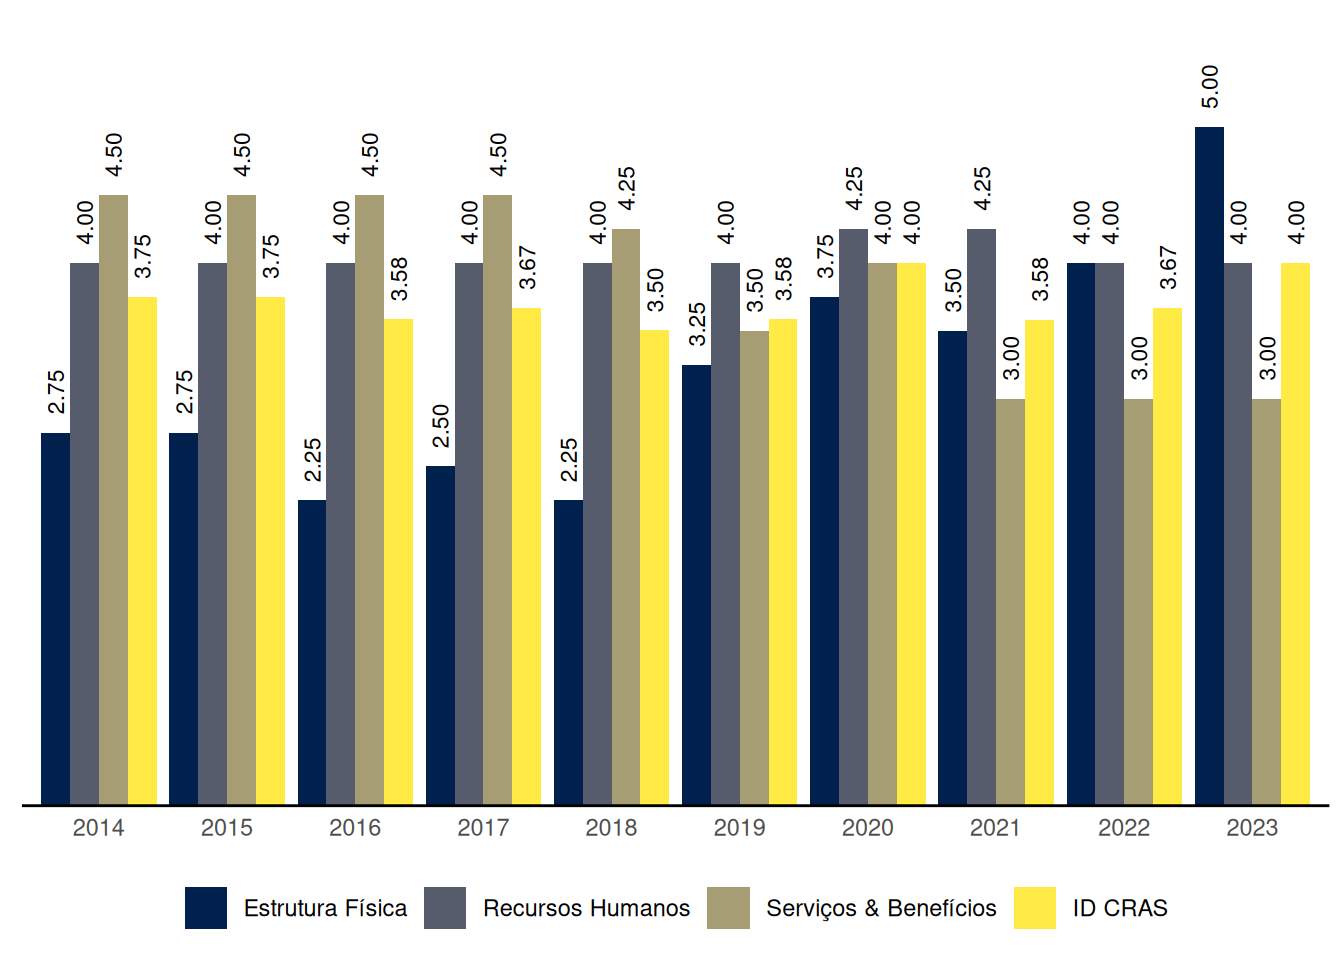 2.75 4.00 4.50 3.75
2.75 4.00 4.50 3.75
2.25 4.00 4.50 3.58
2.50 4.00 4.50 3.67
2.25 4.00 4.25 3.50
3.25 4.00 3.50 3.58
3.75 4.25 4.00 4.00
3.50 4.25 3.00 3.58
4.00 4.00 3.00 3.67
5.00 4.00 3.00 4.00
2014 2015 2016 2017 2018 2019 2020 2021 2022 2023
Estrutura Física Recursos Humanos Serviços & Benefícios ID CRAS